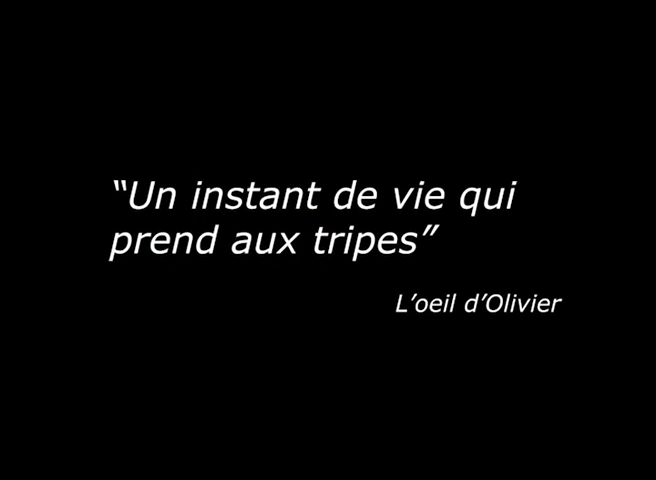 “Un instant de vie qui
prend aux tripes”
L’oeil d’Olivier